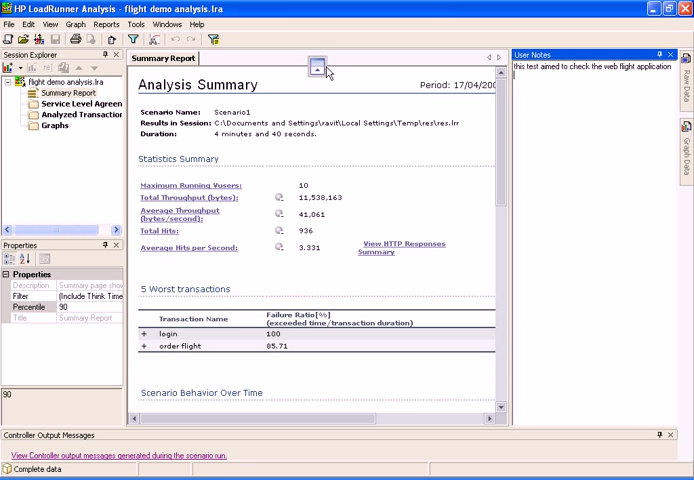 HP LoadRunner Analysis - flight demo analysis.lra
File Edit View Graph Reports Tools Windows Help
Session Explorer
flight demo analysis.lra
Summary Report
Service Level Agreen
Analyzed Transactior
Graphs
Properties
Properties
Description Summary page show
Filter (Include Think Time
Percentile 90
Title Summary Report
90
Summary Report
Analysis Summary
Period: 17/04/200
Scenario Name: Scenario1
Results in Session: C:\Documents and Settings\ravit\Local Settings\Temp\res\res.lrr
Duration: 4 minutes and 40 seconds.
Statistics Summary
Maximum Running Vusers: 10
Total Throughput (bytes): 11,538,163
Average Throughput
(bytes/second): 41,061
Total Hits: 936
Average Hits per Second: 3.331
View HTTP Responses
Summary
5 Worst transactions
Transaction Name
Failure Ratio[%]
(exceeded time/transaction duration)
login 100
order flight 85.71
Scenario Behavior Over Time
User Notes
this test aimed to check the web flight application
Raw Data
Graph Data
Controller Output Messages
View Controller output messages generated during the scenario run.
Complete data